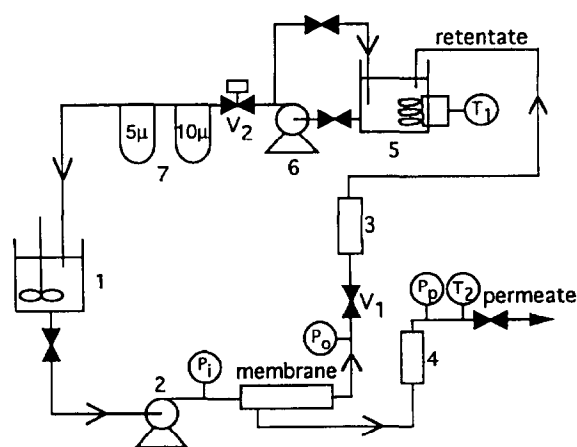 retentate
5μ
10μ
V2
T1
7
6
5
3
1
V1
Pp
T2
permeate
Po
4
Pi
membrane
2